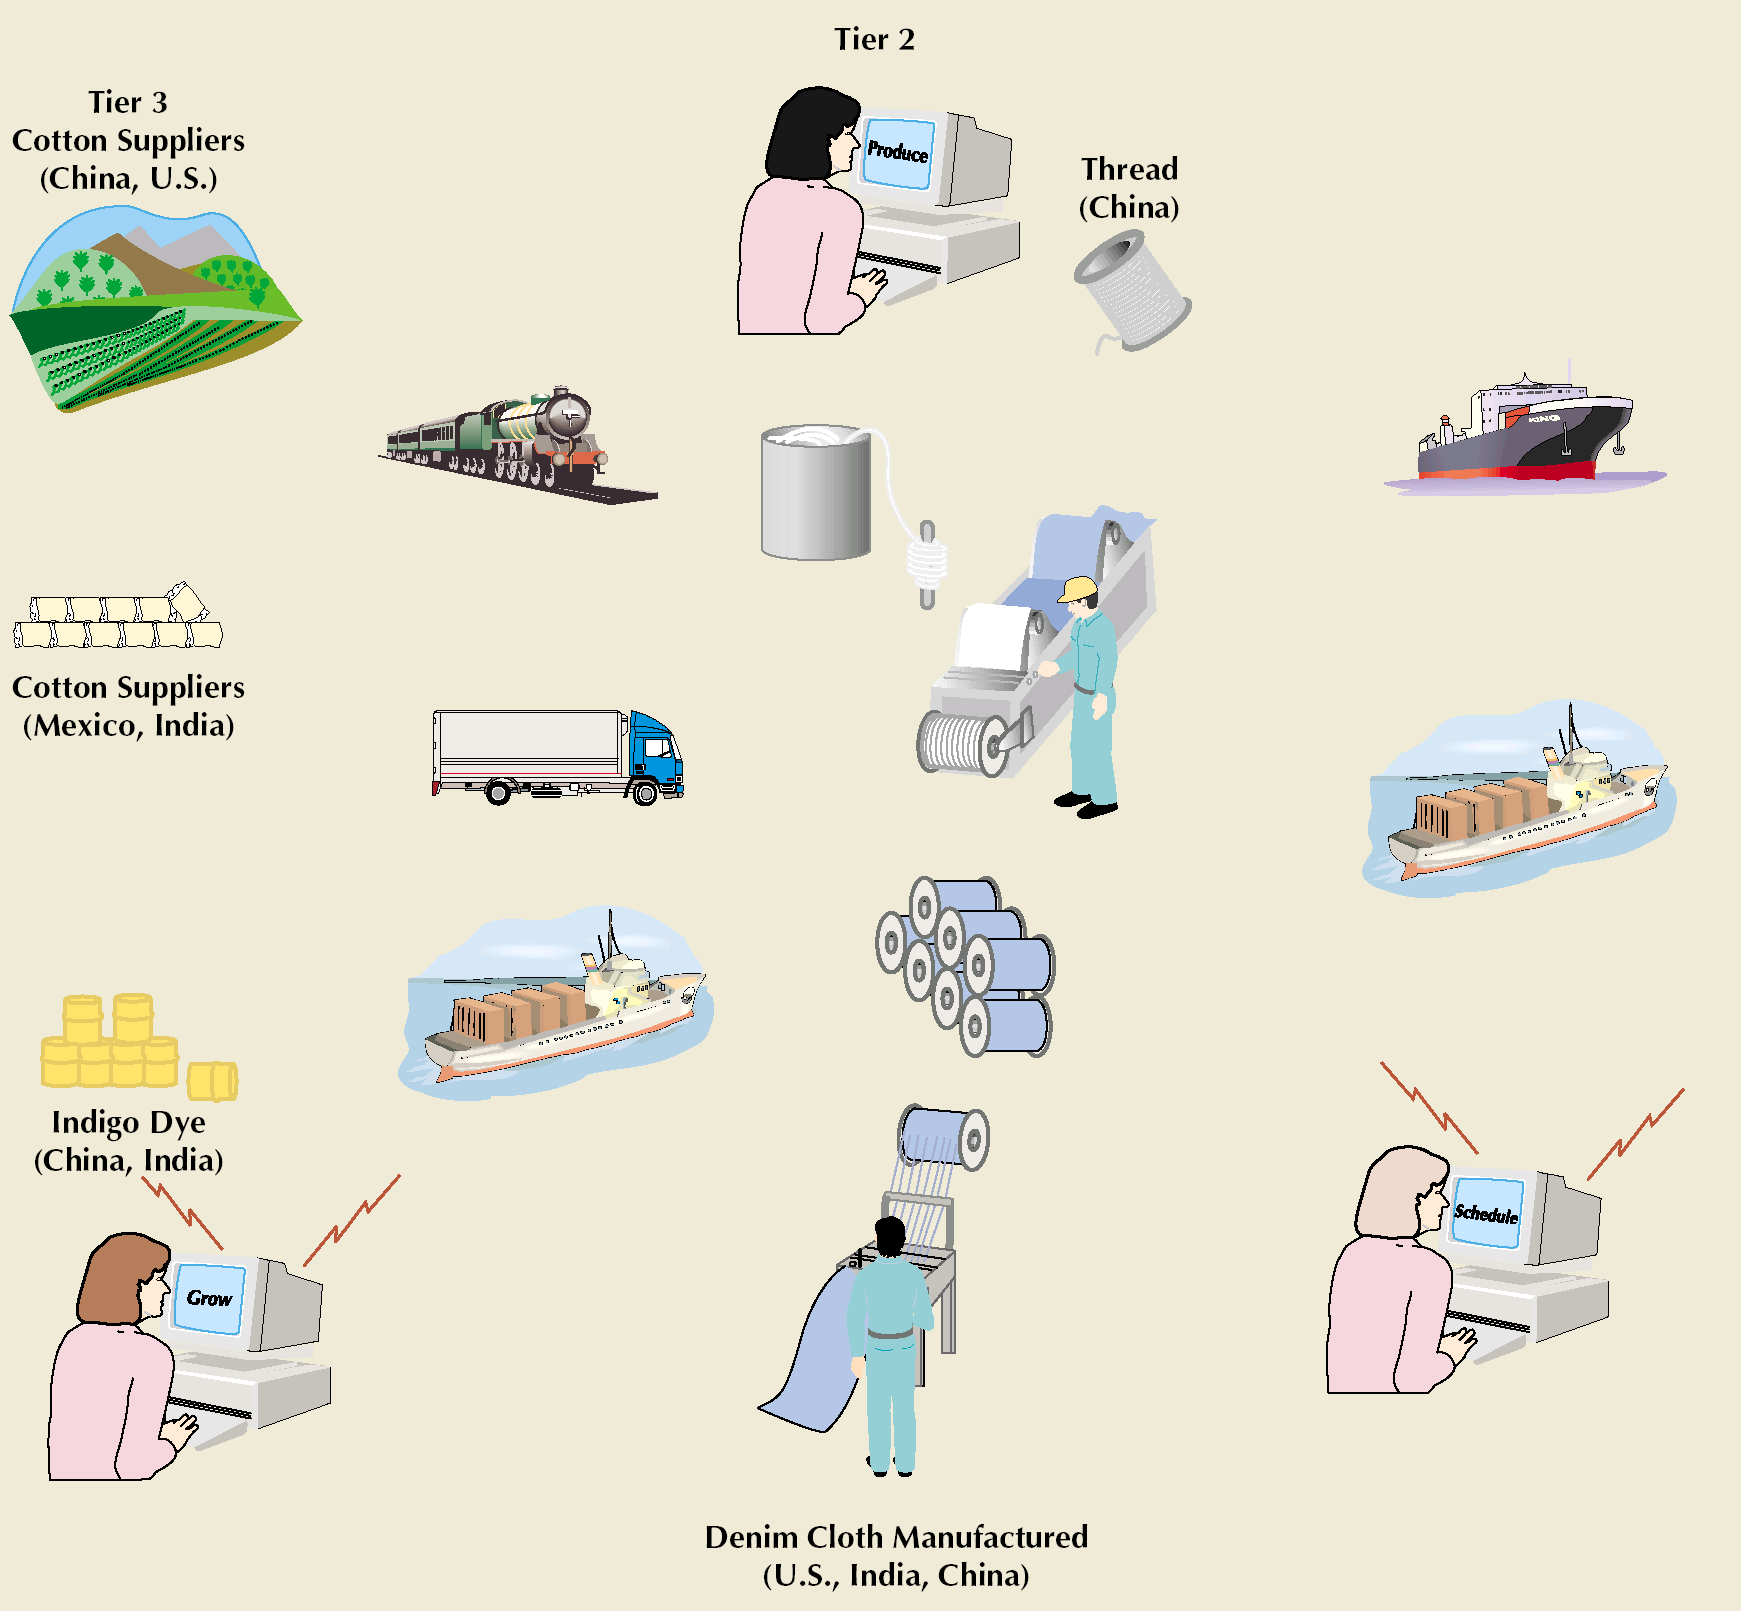 Tier 2
Tier 3
Cotton Suppliers
(China, U.S.)
Produce
Thread
(China)
KING
Cotton Suppliers
(Mexico, India)
Indigo Dye
(China, India)
Schedule
Grow
Denim Cloth Manufactured
(U.S., India, China)